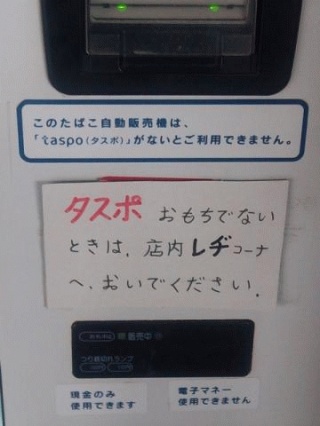 このたばこ自動販売機は、
「taspo(タスポ)」がないとご利用できません。
タスポ おもちでない
ときは、店内レヂコーナ
へ、おいでください.
販売中
つり銭切れランプ
現金のみ
使用できます
電子マネー
使用できません